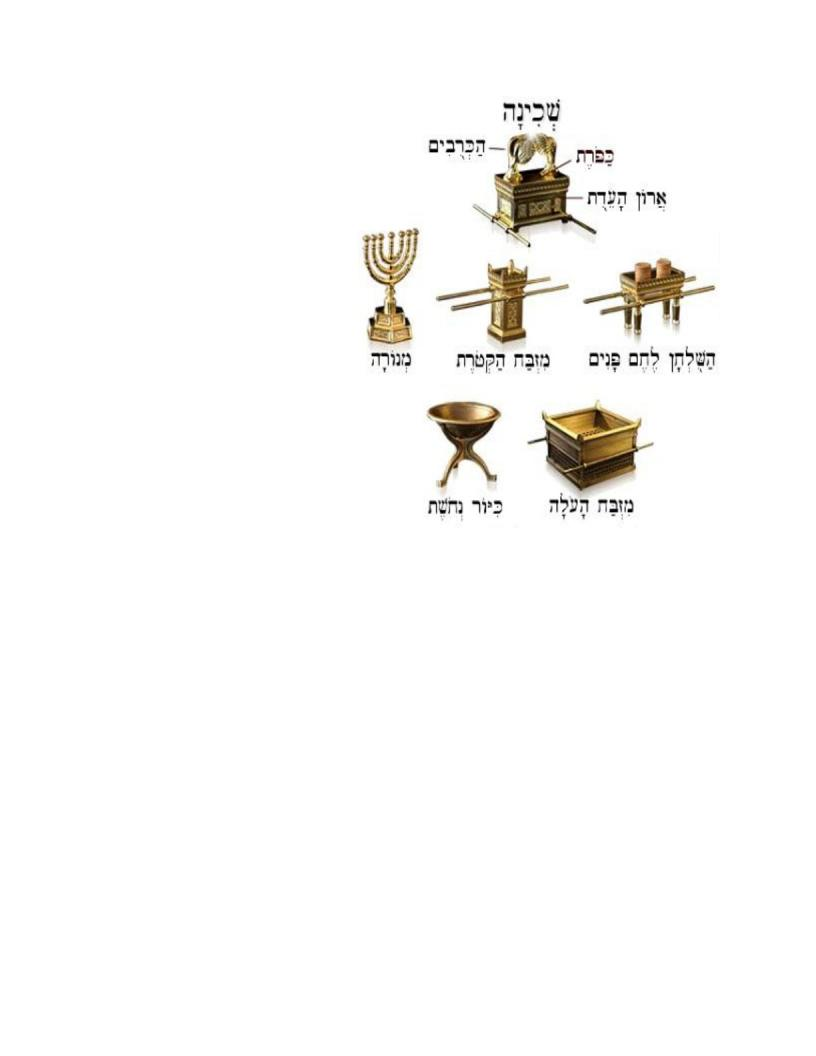 שְׁכִינָה
הַכְּרֻבִים
כַּפֹּרֶת
אֲרוֹן הָעֵדֻת
הַשֻּׁלְחָן לֶחֶם פָּנִים
מִזְבַּח הַקְּטֹרֶת
מְנוֹרָה
מִזְבַּח הָעֹלָה
כִּיּוֹר נְחֹשֶׁת